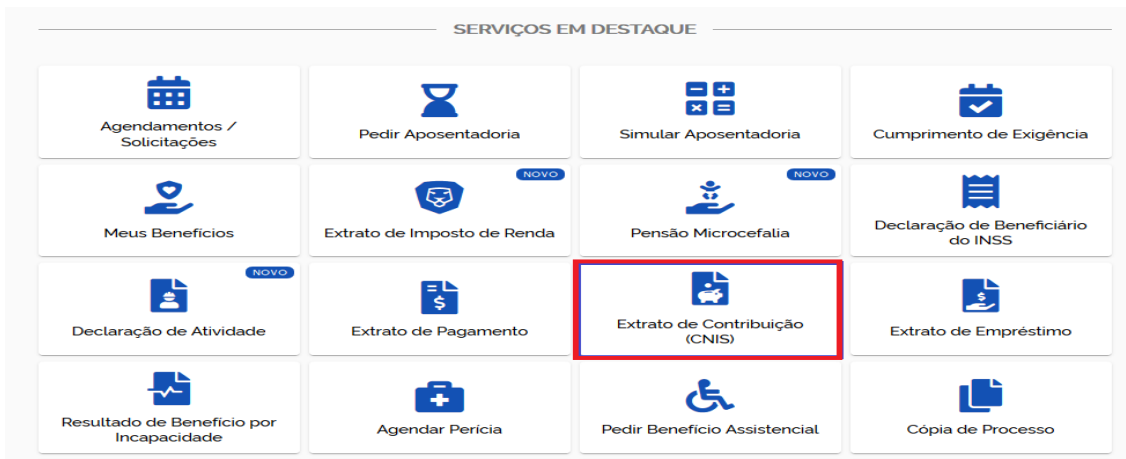 SERVIÇOS EM DESTAQUE
Agendamentos /
Solicitações
Pedir Aposentadoria
Simular Aposentadoria
Cumprimento de Exigência
Meus Benefícios
NOVO
Extrato de Imposto de Renda
NOVO
Pensão Microcefalia
Declaração de Beneficiário
do INSS
NOVO
Declaração de Atividade
Extrato de Pagamento
Extrato de Contribuição
(CNIS)
Extrato de Empréstimo
Resultado de Benefício por
Incapacidade
Agendar Perícia
Pedir Benefício Assistencial
Cópia de Processo